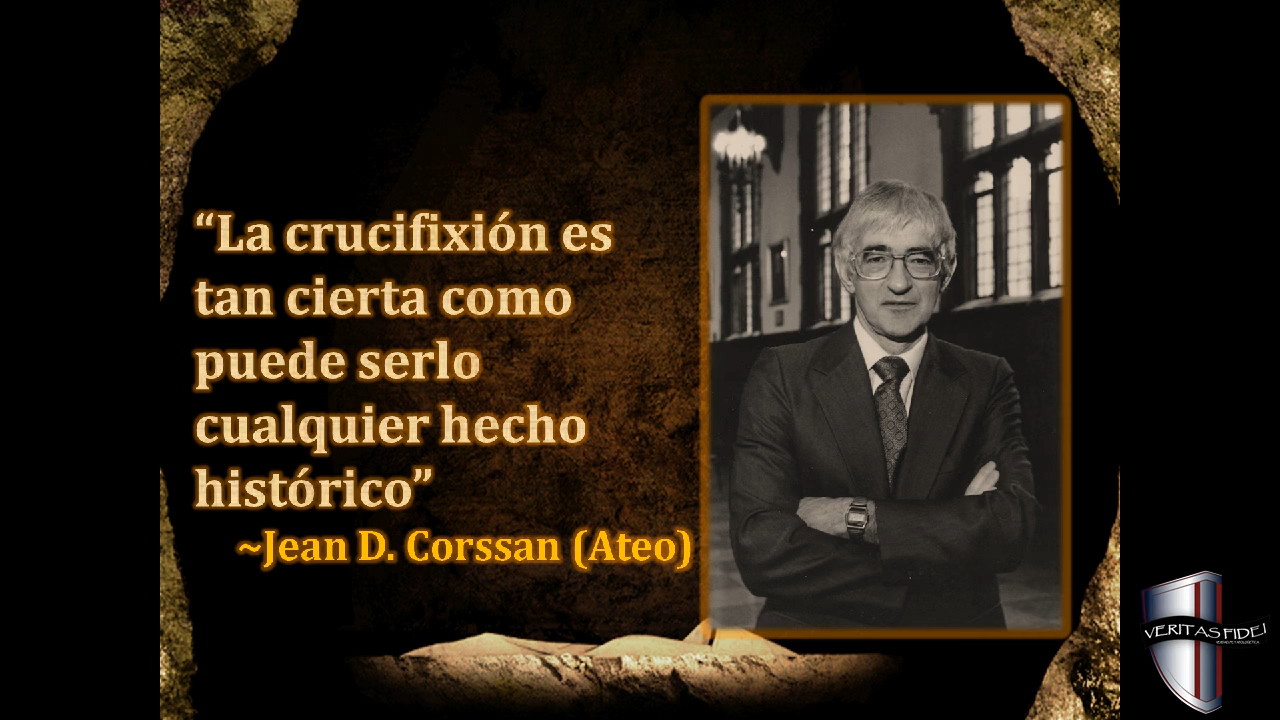 “La crucifixión es
tan cierta como
puede serlo
cualquier hecho
histórico”
~Jean D. Corssan (Ateo)
VERITAS FIDEI